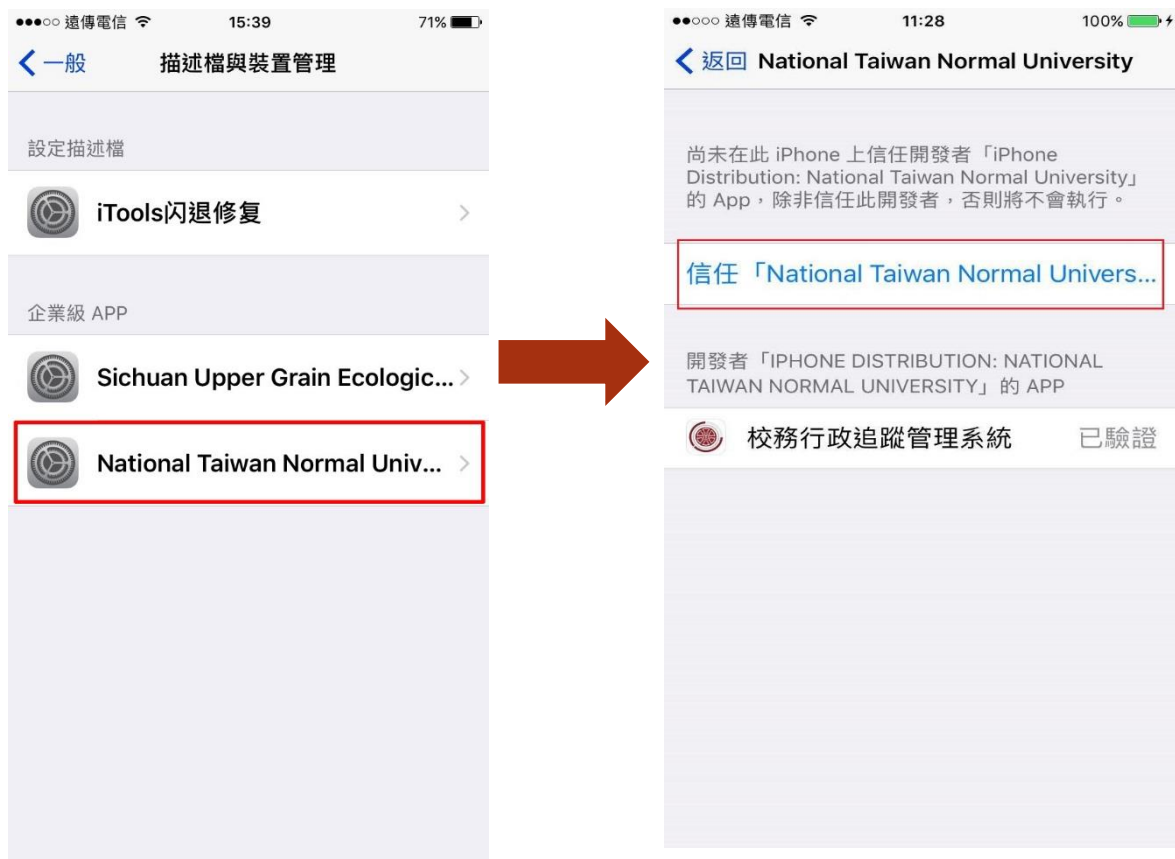 遠傳電信 15:39 71%
一般 描述檔與裝置管理
設定描述檔
iTools闪退修复
企業級 APP
Sichuan Upper Grain Ecologic...
National Taiwan Normal Univ...
遠傳電信 11:28 100%
返回 National Taiwan Normal University
尚未在此 iPhone 上信任開發者「iPhone
Distribution: National Taiwan Normal University」
的 App，除非信任此開發者，否則將不會執行。
信任「National Taiwan Normal Univers...
開發者「IPHONE DISTRIBUTION: NATIONAL
TAIWAN NORMAL UNIVERSITY」的 APP
校務行政追蹤管理系統 已驗證